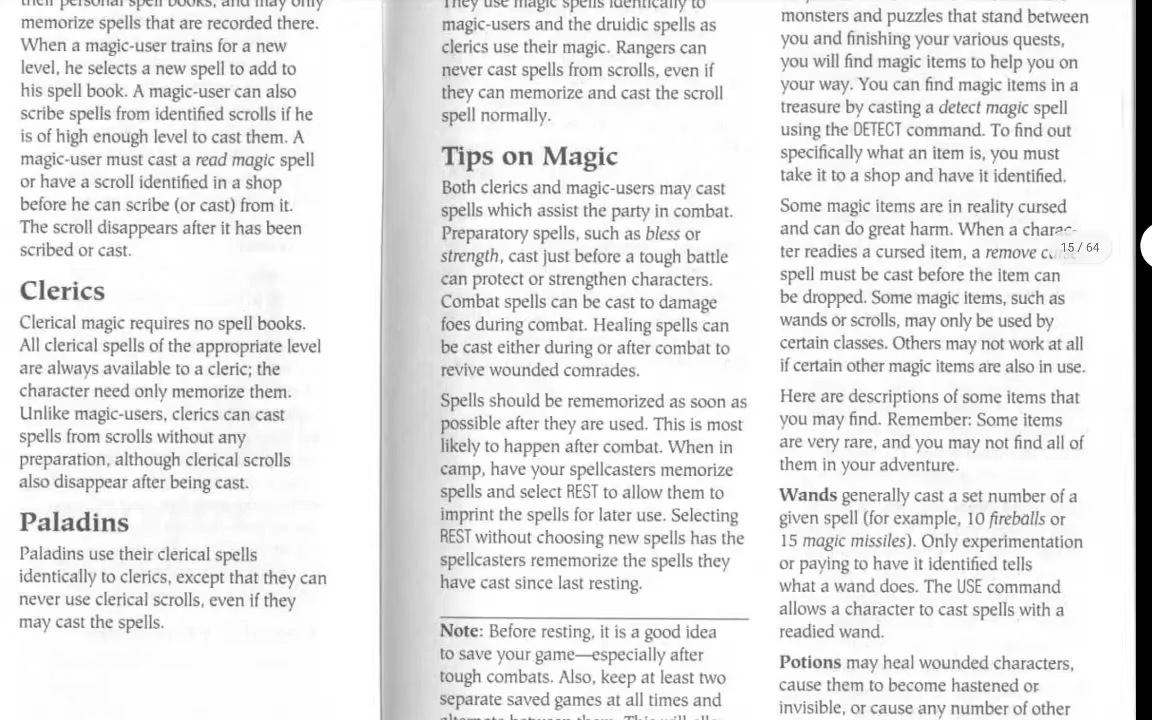 their personal spell books, and may only
memorize spells that are recorded there.
When a magic-user trains for a new
level, he selects a new spell to add to
his spell book. A magic-user can also
scribe spells from identified scrolls if he
is of high enough level to cast them. A
magic-user must cast a read magic spell
or have a scroll identified in a shop
before he can scribe (or cast) from it.
The scroll disappears after it has been
scribed or cast.
Clerics
Clerical magic requires no spell books.
All clerical spells of the appropriate level
are always available to a cleric; the
character need only memorize them.
Unlike magic-users, clerics can cast
spells from scrolls without any
preparation, although clerical scrolls
also disappear after being cast.
Paladins
Paladins use their clerical spells
identically to clerics, except that they can
never use clerical scrolls, even if they
may cast the spells.
They use magic spells identically to
magic-users and the druidic spells as
clerics use their magic. Rangers can
never cast spells from scrolls, even if
they can memorize and cast the scroll
spell normally.
Tips on Magic
Both clerics and magic-users may cast
spells which assist the party in combat.
Preparatory spells, such as bless or
strength, cast just before a tough battle
can protect or strengthen characters.
Combat spells can be cast to damage
foes during combat. Healing spells can
be cast either during or after combat to
revive wounded comrades.
Spells should be rememorized as soon as
possible after they are used. This is most
likely to happen after combat. When in
camp, have your spellcasters memorize
spells and select REST to allow them to
imprint the spells for later use. Selecting
REST without choosing new spells has the
spellcasters rememorize the spells they
have cast since last resting.
Note: Before resting, it is a good idea
to save your game—especially after
tough combats. Also, keep at least two
separate saved games at all times and
monsters and puzzles that stand between
you and finishing your various quests,
you will find magic items to help you on
your way. You can find magic items in a
treasure by casting a detect magic spell
using the DETECT command. To find out
specifically what an item is, you must
take it to a shop and have it identified.
Some magic items are in reality cursed
and can do great harm. When a charac-
ter readies a cursed item, a remove curse
spell must be cast before the item can
be dropped. Some magic items, such as
wands or scrolls, may only be used by
certain classes. Others may not work at all
if certain other magic items are also in use.
Here are descriptions of some items that
you may find. Remember: Some items
are very rare, and you may not find all of
them in your adventure.
Wands generally cast a set number of a
given spell (for example, 10 fireballs or
15 magic missiles). Only experimentation
or paying to have it identified tells
what a wand does. The USE command
allows a character to cast spells with a
readied wand.
Potions may heal wounded characters,
cause them to become hastened or
invisible, or cause any number of other
15 / 64